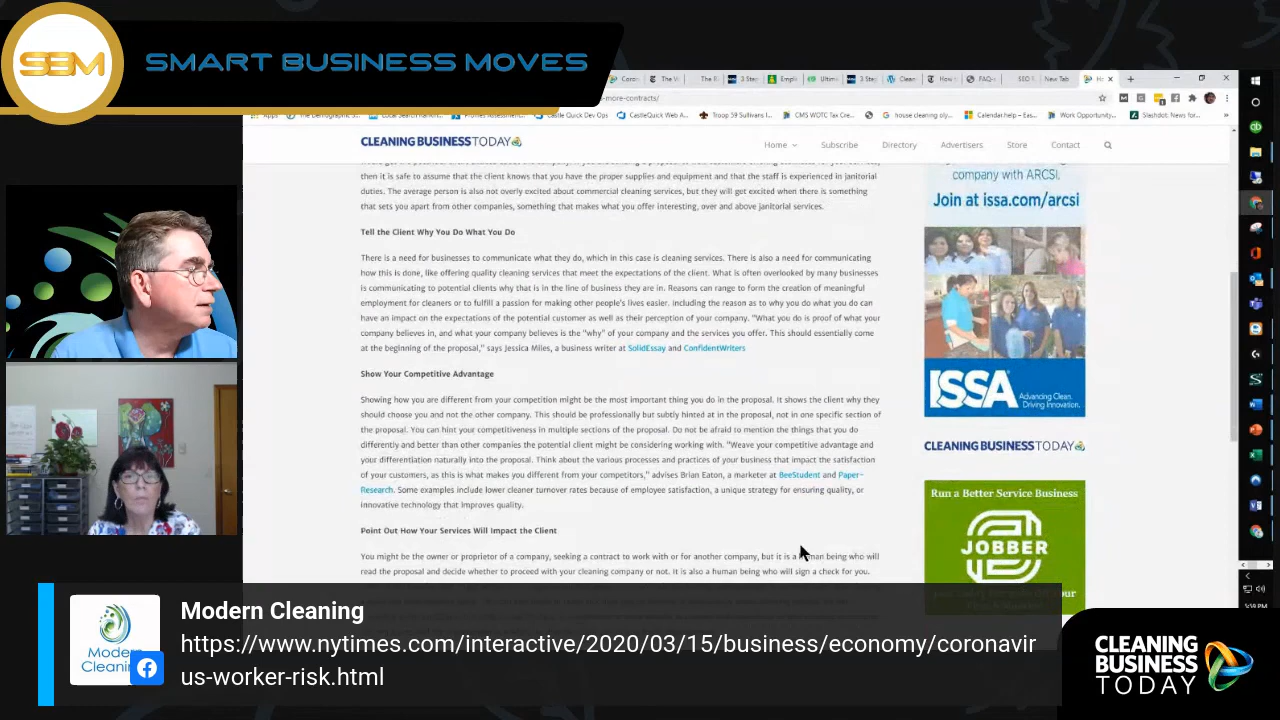 SBM
SMART BUSINESS MOVES
New Tab
more-contracts/
CLEANING BUSINESS TODAY
Home
Subscribe
Directory
Advertisers
Store
Contact
then it is safe to assume that the client knows that you have the proper supplies and equipment and that the staff is experienced in janitorial
duties. The average person is also not overly excited about commercial cleaning services, but they will get excited when there is something
that sets you apart from other companies, something that makes what you offer interesting, over and above janitorial services.
Tell the Client Why You Do What You Do
There is a need for businesses to communicate what they do, which in this case is cleaning services. There is also a need for communicating
how this is done, like offering quality cleaning services that meet the expectations of the client. What is often overlooked by many businesses
is communicating to potential clients why that is in the line of business they are in. Reasons can range to form the creation of meaningful
employment for cleaners or to fulfill a passion for making other people's lives easier. Including the reason as to why you do what you do can
have an impact on the expectations of the potential customer as well as their perception of your company. "What you do is proof of what your
company believes in, and what your company believes is the "why" of your company and the services you offer. This should essentially come
at the beginning of the proposal," says Jessica Miles, a business writer at SolidEssay and ConfidentWriters
Show Your Competitive Advantage
Showing how you are different from your competition might be the most important thing you do in the proposal. It shows the client why they
should choose you and not the other company. This should be professionally but subtly hinted at in the proposal, not in one specific section of
the proposal. You can hint your competitiveness in multiple sections of the proposal. Do not be afraid to mention the things that you do
differently and better than other companies the potential client might be considering working with. "Weave your competitive advantage and
your differentiation naturally into the proposal. Think about the various processes and practices of your business that impact the satisfaction
of your customers, as this is what makes you different from your competitors," advises Brian Eaton, a marketer at BeeStudent and Paper-
Research. Some examples include lower cleaner turnover rates because of employee satisfaction, a unique strategy for ensuring quality, or
innovative technology that improves quality.
Point Out How Your Services Will Impact the Client
You might be the owner or proprietor of a company, seeking a contract to work with or for another company, but it is a human being who will
read the proposal and decide whether to proceed with your cleaning company or not. It is also a human being who will sign a check for you.
company with ARCSI.
Join at issa.com/arcsi
ISSA
Advancing Clean.
Driving Innovation.
CLEANING BUSINESS TODAY
Run a Better Service Business
JOBBER
Modern Cleaning
https://www.nytimes.com/interactive/2020/03/15/business/economy/coronavir
us-worker-risk.html
CLEANING
BUSINESS
TODAY